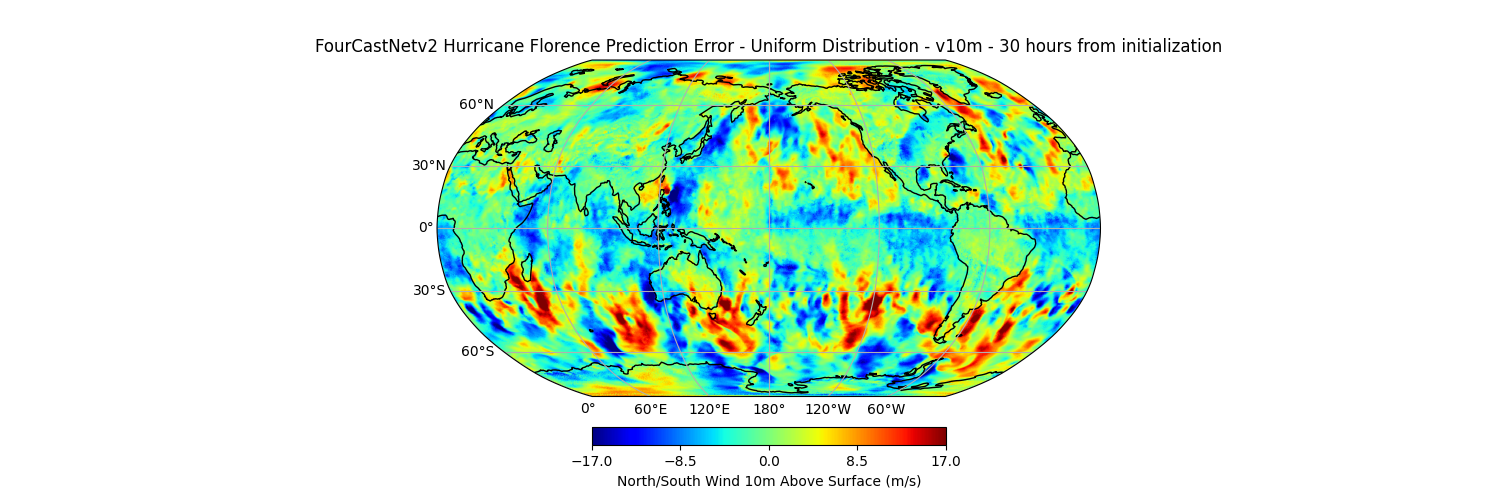 FourCastNetv2 Hurricane Florence Prediction Error - Uniform Distribution - v10m - 30 hours from initialization
60°N
30°N
0°
30°S
60°S
0° 60°E 120°E 180° 120°W 60°W
−17.0 −8.5 0.0 8.5 17.0
North/South Wind 10m Above Surface (m/s)